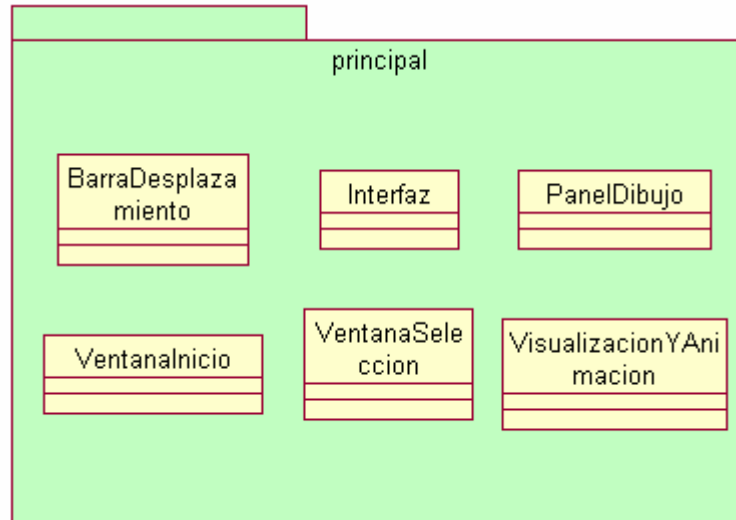 principal
BarraDesplaza
miento
Interfaz
PanelDibujo
VentanaInicio
VentanaSele
ccion
VisualizacionYAni
macion